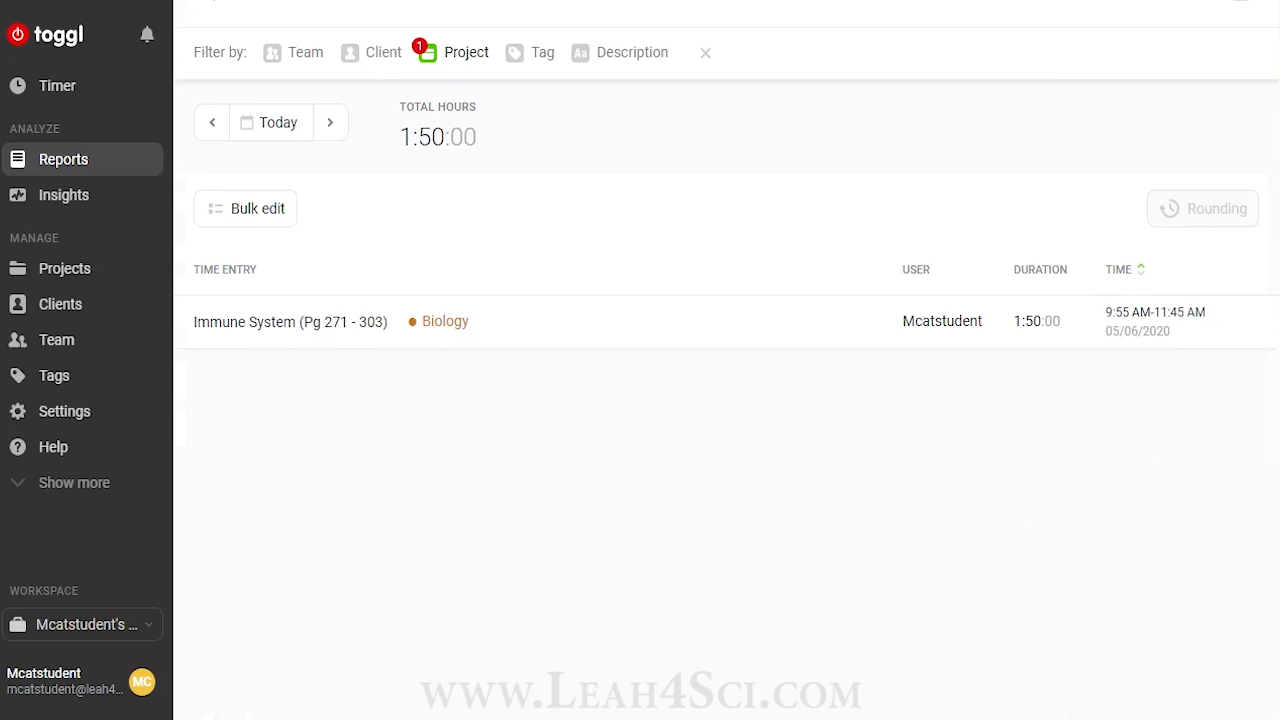 toggl
Timer
ANALYZE
Reports
Insights
MANAGE
Projects
Clients
Team
Tags
Settings
Help
Show more
WORKSPACE
Mcatstudent's ...
Mcatstudent
mcatstudent@leah4...
MC
Filter by: Team Client 1 Project Tag Aa Description
Today
TOTAL HOURS
1:50:00
Bulk edit
Rounding
TIME ENTRY USER DURATION TIME
Immune System (Pg 271 - 303) Biology Mcatstudent 1:50:00 9:55 AM-11:45 AM
05/06/2020
www.Leah4Sci.com